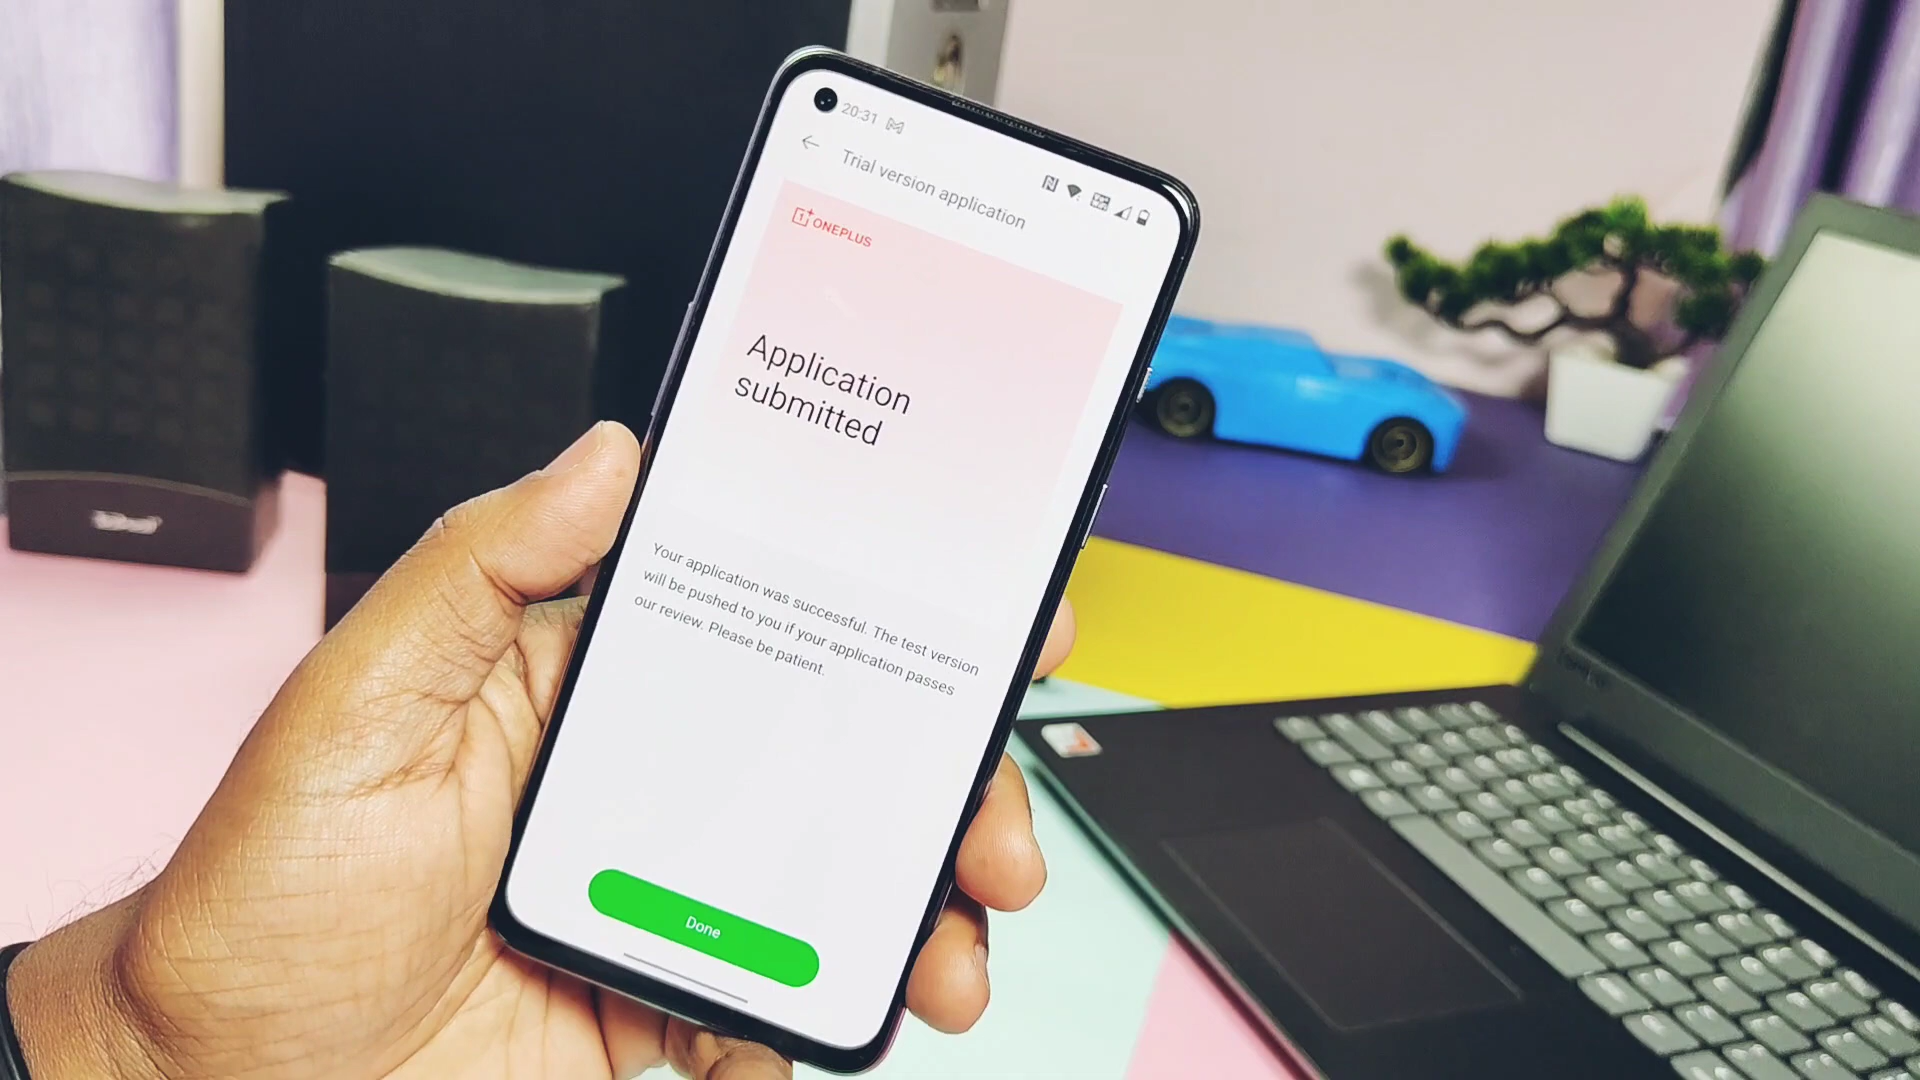 20:31
Trial version application
ONEPLUS
Application
submitted
Your application was successful. The test version
will be pushed to you if your application passes
our review. Please be patient.
Done